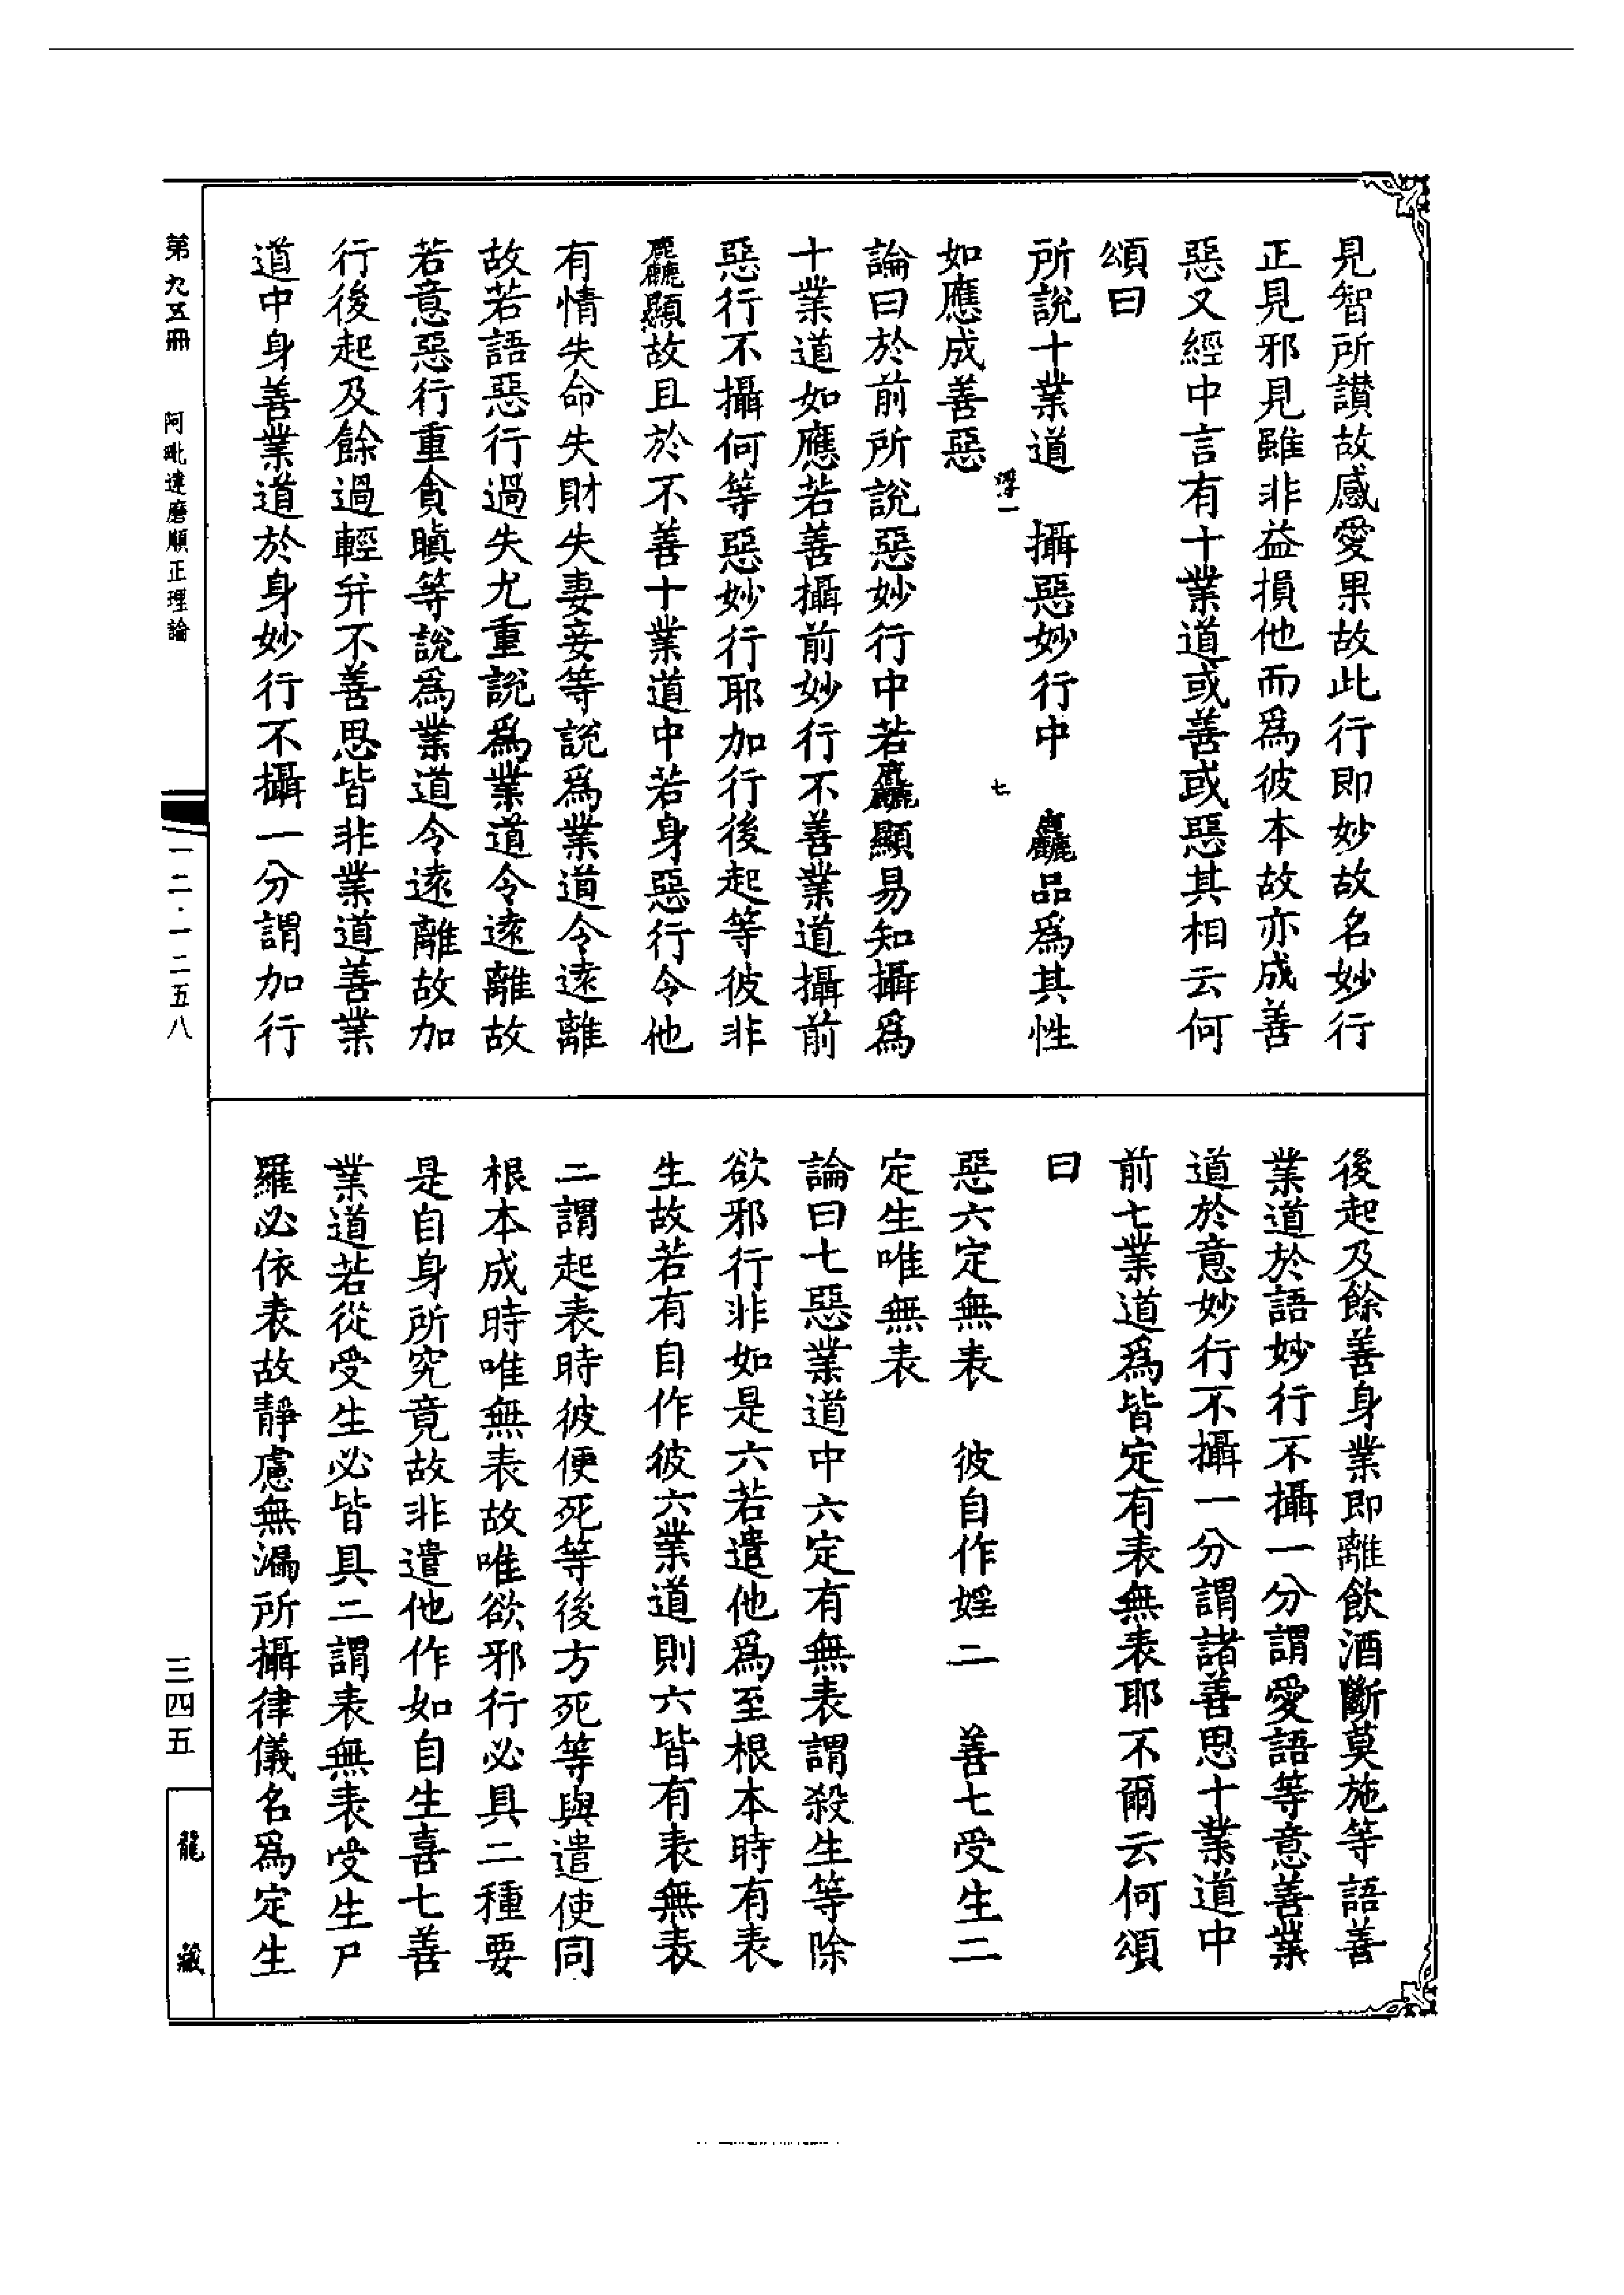 見智所讃故感愛果故此行即妙故名妙行
正見邪見雖非益損他而爲彼本故亦成善
惡又經中言有十業道或善或惡其相云何
頌曰
所說十業道　攝惡妙行中　麤品爲其性
如應成善惡
論曰於前所說惡妙行中若麤顯易知攝爲
十業道如應若善攝前妙行不善業道攝前
惡行不攝何等惡妙行耶加行後起等彼非
麤顯故且於不善十業道中若身惡行令他
有情失命失財失妻妾等說爲業道令遠離
故若語惡行過失尤重說爲業道令遠離故
若意惡行重貪瞋等說爲業道令遠離故加
行後起及餘過輕并不善思皆非業道善業
道中身善業道於身妙行不攝一分謂加行
後起及餘善身業即離飲酒斷莫施等語善
業道於語妙行不攝一分謂愛語等意善業
道於意妙行不攝一分謂諸善思十業道中
前七業道爲皆定有表無表耶不爾云何頌
曰
惡六定無表　彼自作婬二　善七受生二
定生唯無表
論曰七惡業道中六定有無表謂殺生等除
欲邪行非如是六若遣他爲至根本時有表
生故若有自作彼六業道則六皆有表無表
二謂起表時彼便死等後方死等與遣使同
根本成時唯無表故唯欲邪行必具二種要
是自身所究竟故非遣他作如自生喜七善
業道若從受生必皆具二謂表無表受生尸
羅必依表故靜慮無漏所攝律儀名爲定生
第九五冊　阿毗達磨順正理論
一二·一二五八
三四五
龍藏
七